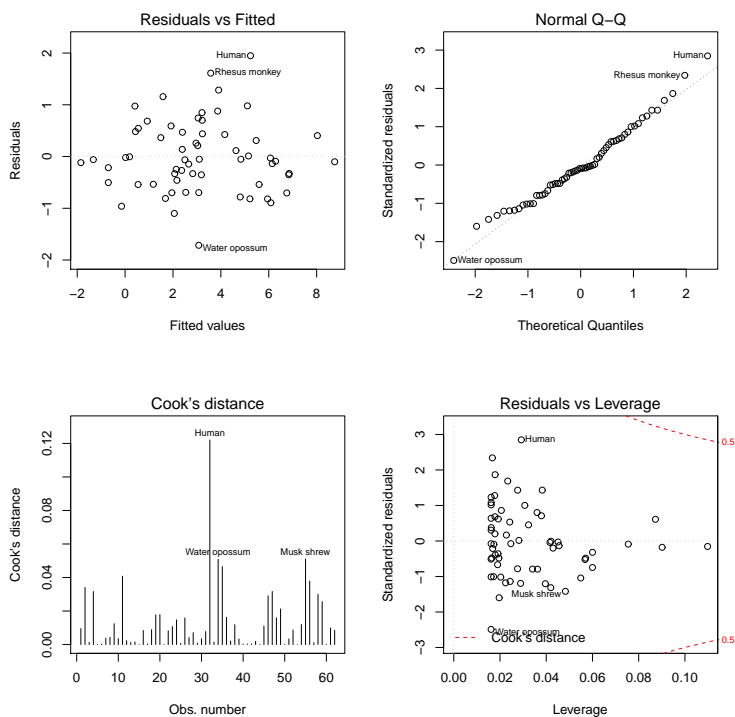 Residuals vs Fitted
Residuals
2
1
0
−1
−2
−2
0
2
4
6
8
Fitted values
Human
Rhesus monkey
Water opossum
Normal Q−Q
Standardized residuals
3
2
1
0
−1
−2
−2
−1
0
1
2
Theoretical Quantiles
Human
Rhesus monkey
Water opossum
Cook's distance
Cook's distance
0.12
0.08
0.04
0.00
0
10
20
30
40
50
60
Obs. number
Human
Water opossum
Musk shrew
Residuals vs Leverage
Standardized residuals
3
2
1
0
−1
−2
−3
0.00
0.02
0.04
0.06
0.08
0.10
Leverage
0.5
Human
Musk shrew
Water opossum
Cook's distance
0.5